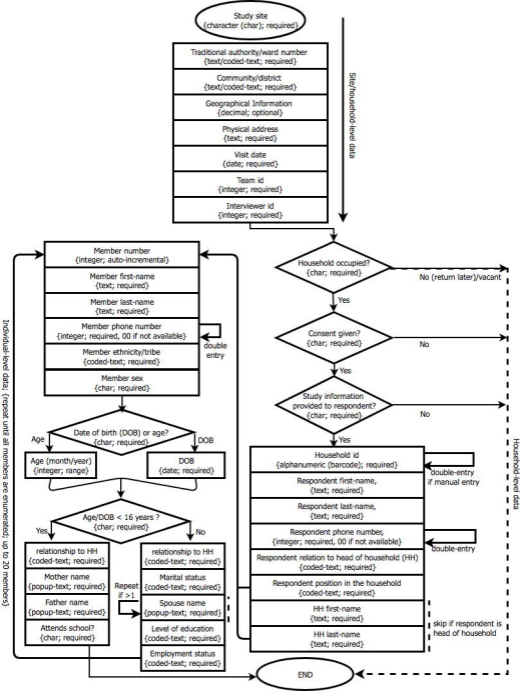 Study site
{character (char); required}
Traditional authority/ward number
{text/coded-text; required}
Community/district
{text/coded-text; required}
Geographical Information
{decimal; optional}
Physical address
{text; required}
Visit date
{date; required}
Team id
{integer; required}
Interviewer id
{integer; required}
Site/household-level data
Household occupied?
{char; required}
No (return later)/vacant
Yes
Consent given?
{char; required}
No
Yes
Study information
provided to respondent?
{char; required}
No
Yes
Household id
{alphanumeric (barcode); required}
double-entry
if manual entry
Respondent first-name,
{text; required}
Respondent last-name,
{text; required}
Respondent phone number,
{integer; required, 00 if not available}
double-entry
Respondent relation to head of household (HH)
{coded-text; required}
Respondent position in the household
{coded-text; required}
HH first-name
{text; required}
HH last-name
{text; required}
skip if respondent is
head of household
Household-level data
Member number
{integer; auto-incremental}
Member first-name
{text; required}
Member last-name
{text; required}
Member phone number
{integer; required, 00 if not available}
double
entry
Member ethnicity/tribe
{coded-text; required}
Member sex
{char; required}
Date of birth (DOB) or age?
{char; required}
Age
DOB
Age (month/year)
{integer; range}
DOB
{date; required}
Age/DOB < 16 years ?
{char; required}
Yes
No
relationship to HH
{coded-text; required}
Mother name
{popup-text; required}
Father name
{popup-text; required}
Attends school?
{char; required}
relationship to HH
{coded-text; required}
Marital status
{coded-text; required}
Repeat
if >1
Spouse name
{popup-text; required}
Level of education
{coded-text; required}
Employment status
{coded-text; required}
Individual-level data; {repeat until all members are enumerated; up to 20 members}
END